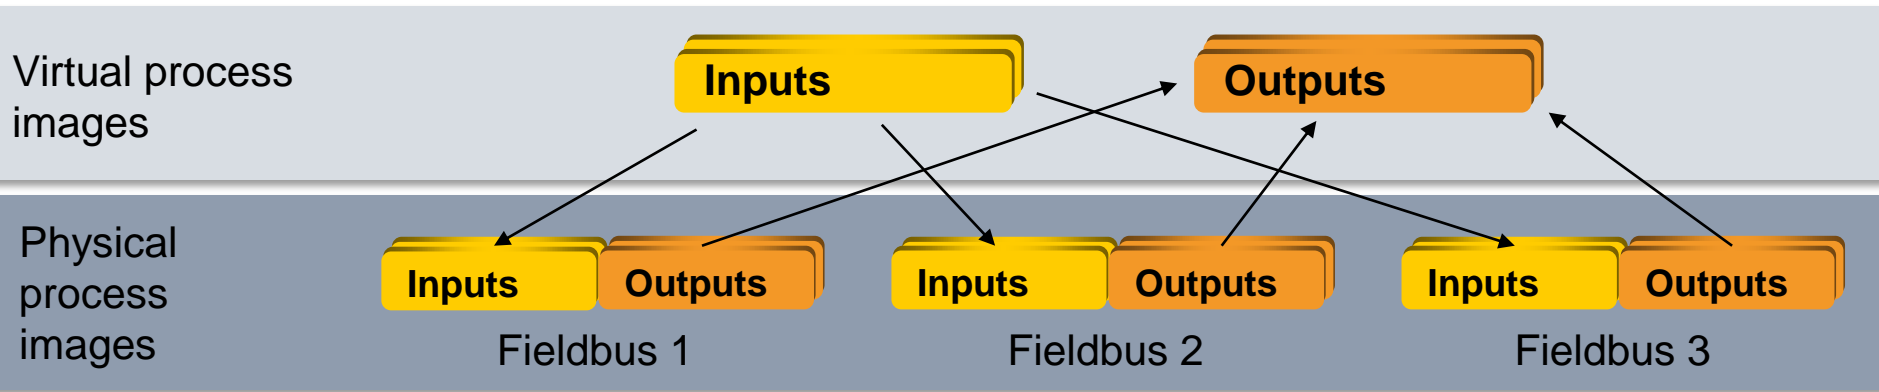 Virtual process
images
Inputs
Outputs
Physical
process
images
Inputs
Outputs
Inputs
Outputs
Inputs
Outputs
Fieldbus 1
Fieldbus 2
Fieldbus 3